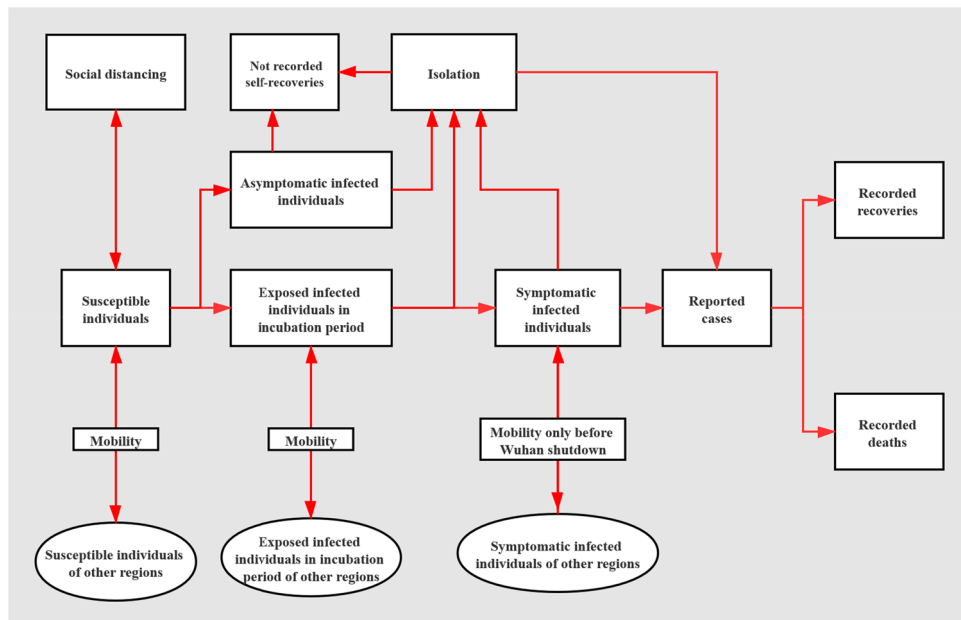 Social distancing
Not recorded
self-recoveries
Isolation
Asymptomatic infected
individuals
Recorded
recoveries
Susceptible
individuals
Exposed infected
individuals in
incubation period
Symptomatic
infected
individuals
Reported
cases
Mobility
Mobility
Mobility only before
Wuhan shutdown
Recorded
deaths
Susceptible individuals
of other regions
Exposed infected
individuals in incubation
period of other regions
Symptomatic infected
individuals of other regions